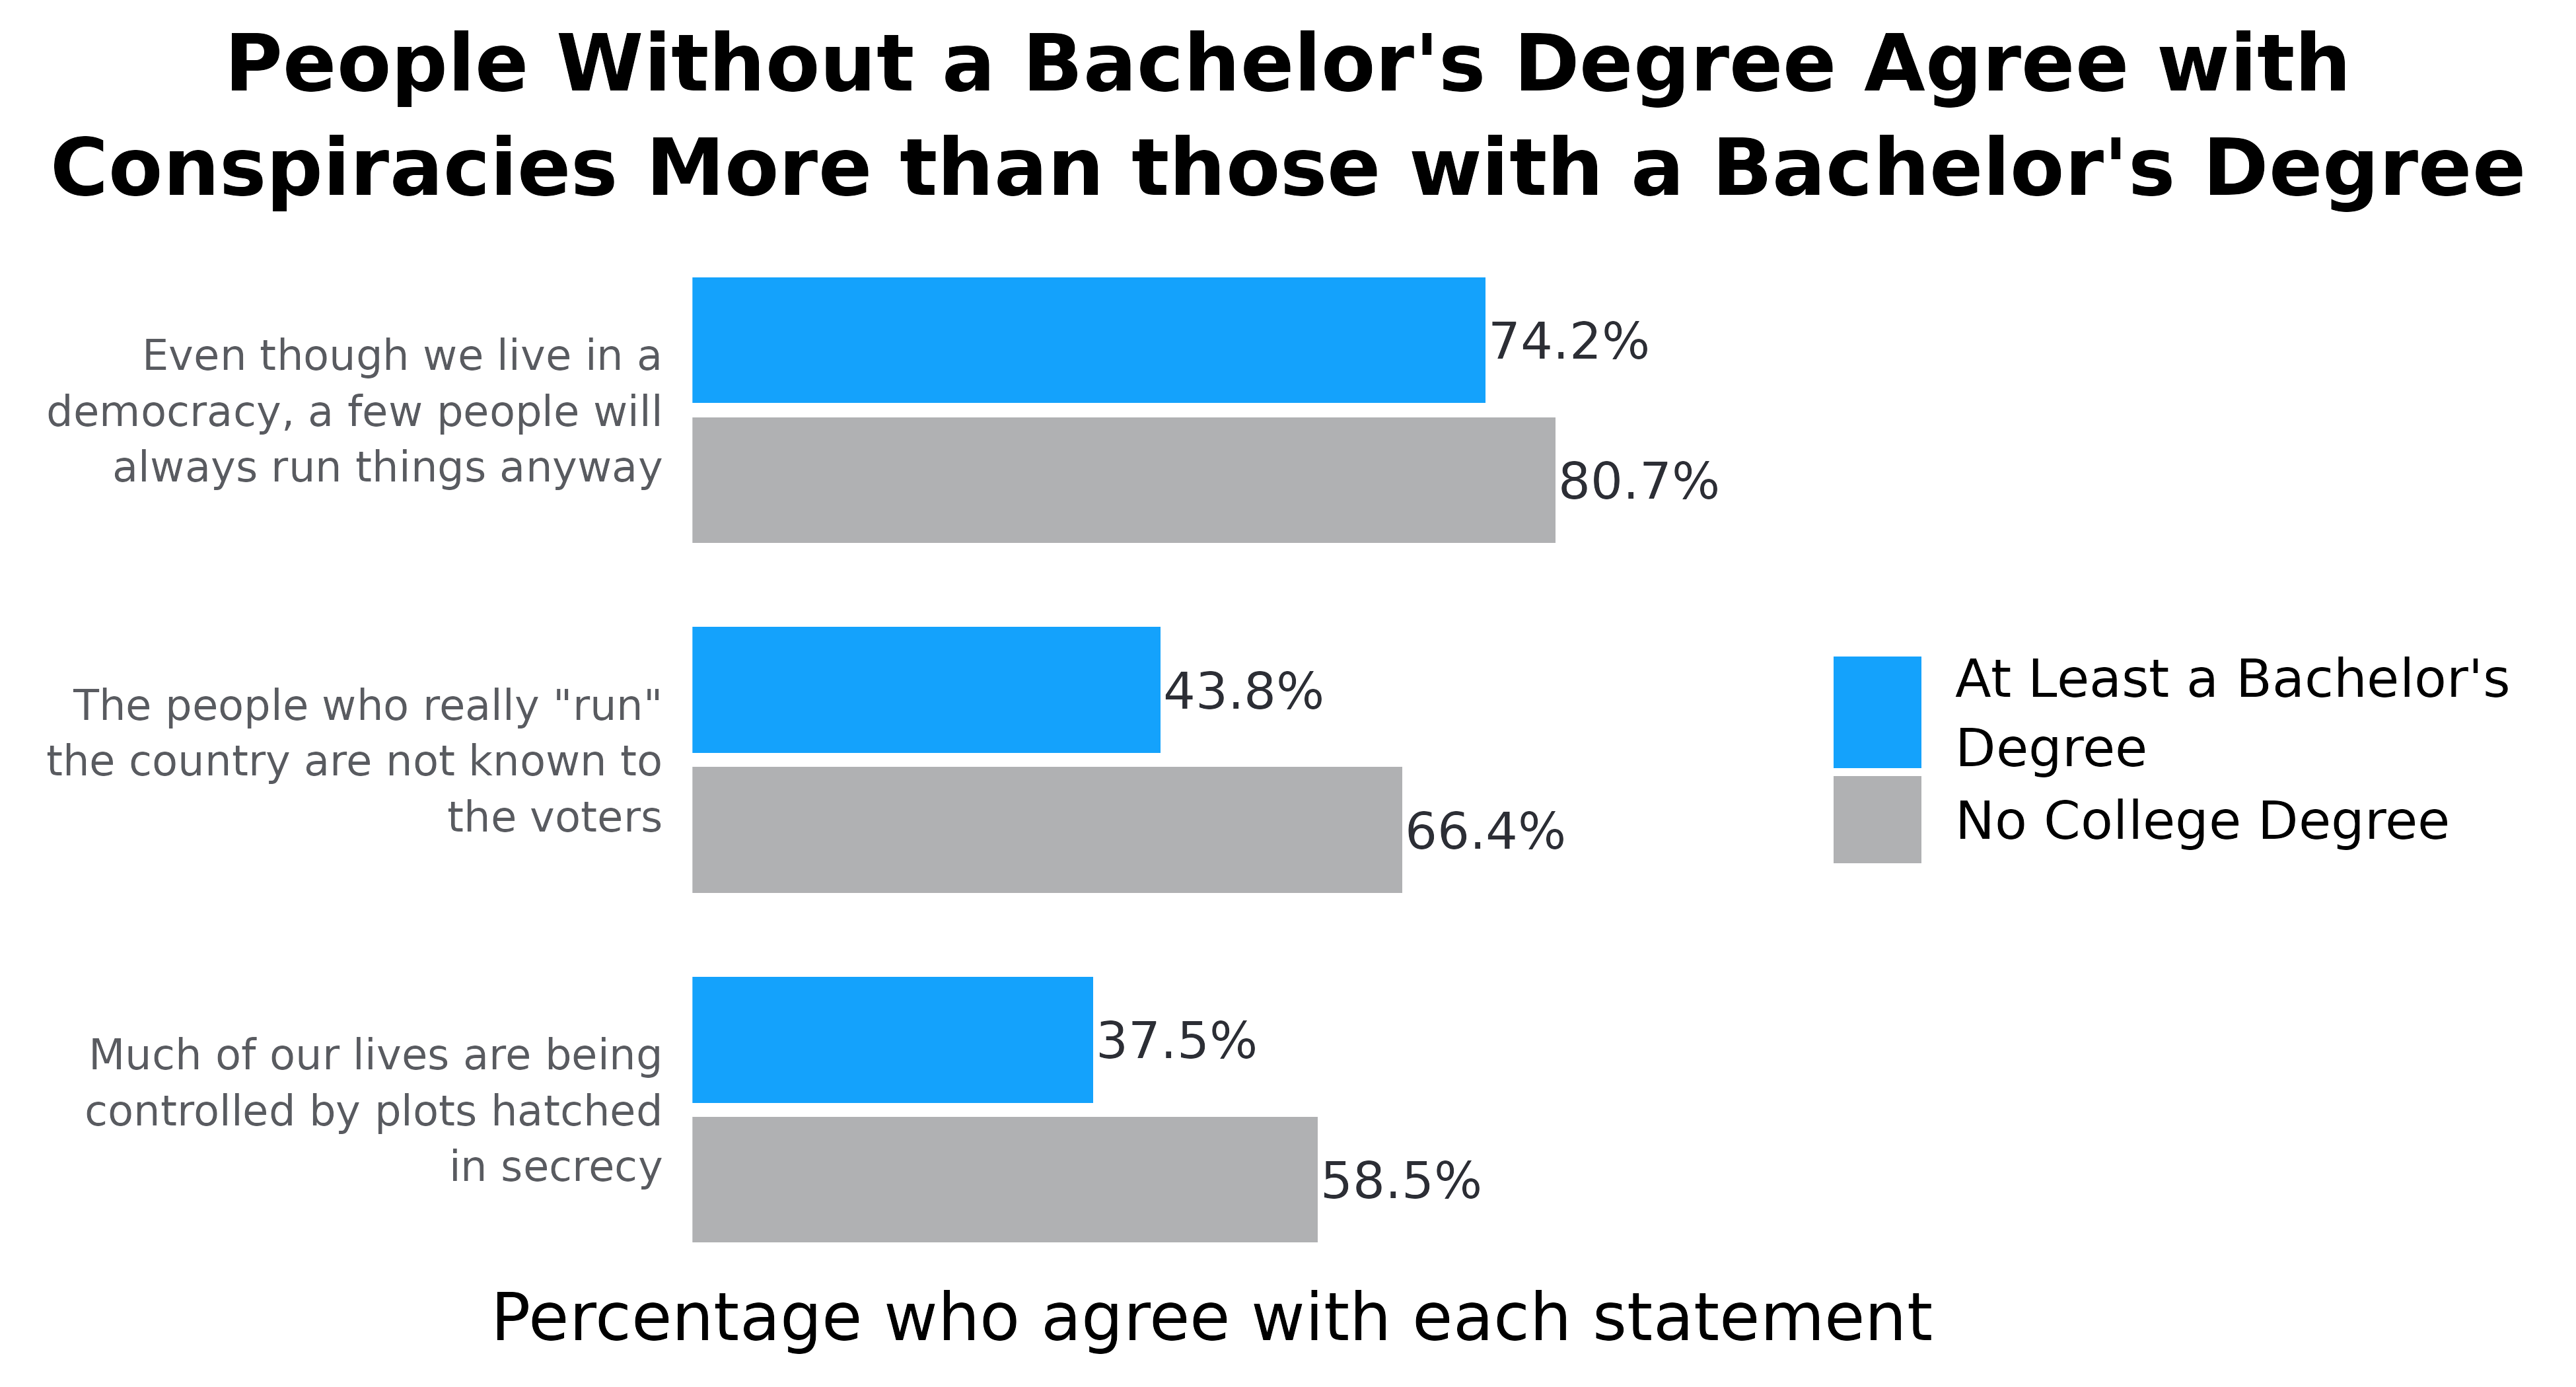 People Without a Bachelor's Degree Agree with
Conspiracies More than those with a Bachelor's Degree
Even though we live in a
democracy, a few people will
always run things anyway
74.2%
80.7%
The people who really "run"
the country are not known to
the voters
43.8%
66.4%
Much of our lives are being
controlled by plots hatched
in secrecy
37.5%
58.5%
At Least a Bachelor's
Degree
No College Degree
Percentage who agree with each statement